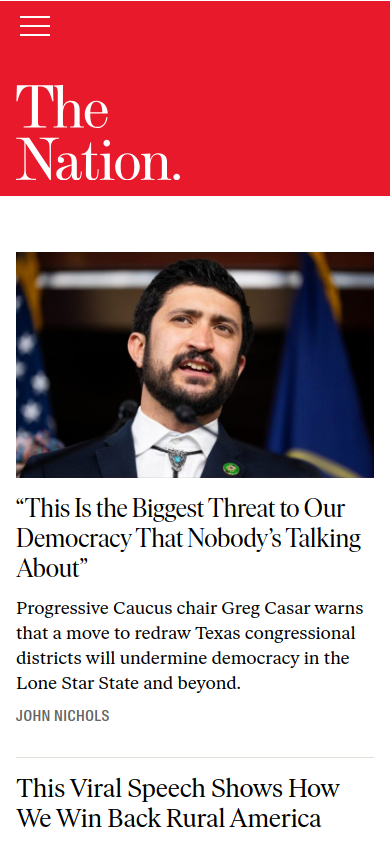 The
Nation.
“This Is the Biggest Threat to Our
Democracy That Nobody’s Talking
About”
Progressive Caucus chair Greg Casar warns
that a move to redraw Texas congressional
districts will undermine democracy in the
Lone Star State and beyond.
JOHN NICHOLS
This Viral Speech Shows How
We Win Back Rural America